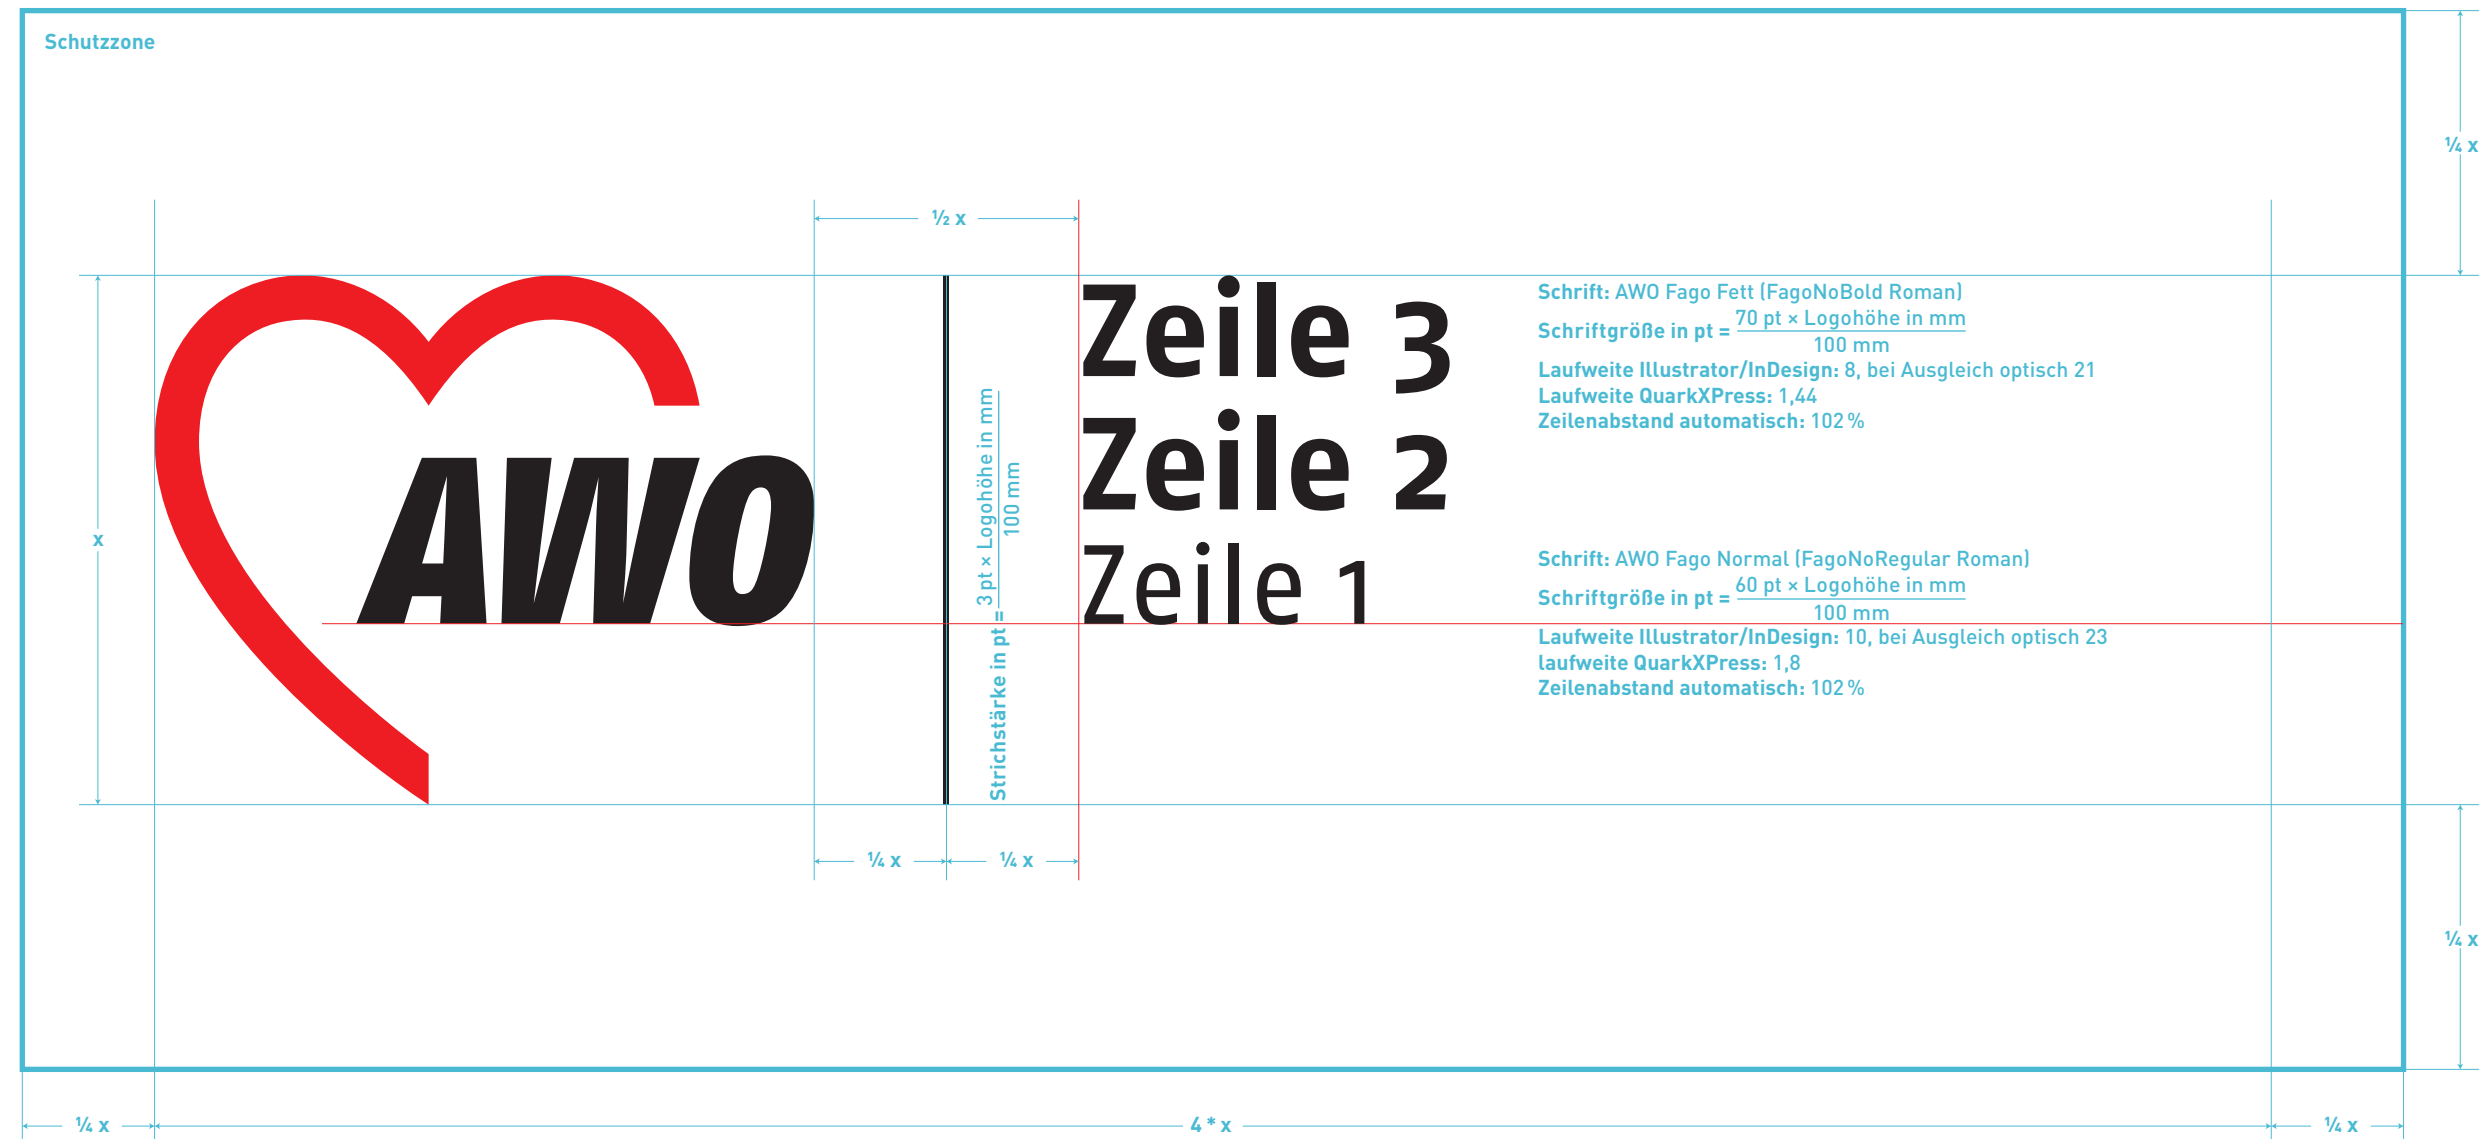 Schutzzone
¼ x
½ x
Zeile 3
Schrift: AWO Fago Fett (FagoNoBold Roman)
Schriftgröße in pt = 70 pt × Logohöhe in mm
100 mm
Laufweite Illustrator/InDesign: 8, bei Ausgleich optisch 21
Laufweite QuarkXPress: 1,44
Zeilenabstand automatisch: 102 %
Zeile 2
x
AWO
Strichstärke in pt = 3 pt × Logohöhe in mm
100 mm
Zeile 1
Schrift: AWO Fago Normal (FagoNoRegular Roman)
Schriftgröße in pt = 60 pt × Logohöhe in mm
100 mm
Laufweite Illustrator/InDesign: 10, bei Ausgleich optisch 23
laufweite QuarkXPress: 1,8
Zeilenabstand automatisch: 102 %
¼ x
¼ x
¼ x
¼ x
4 * x
¼ x